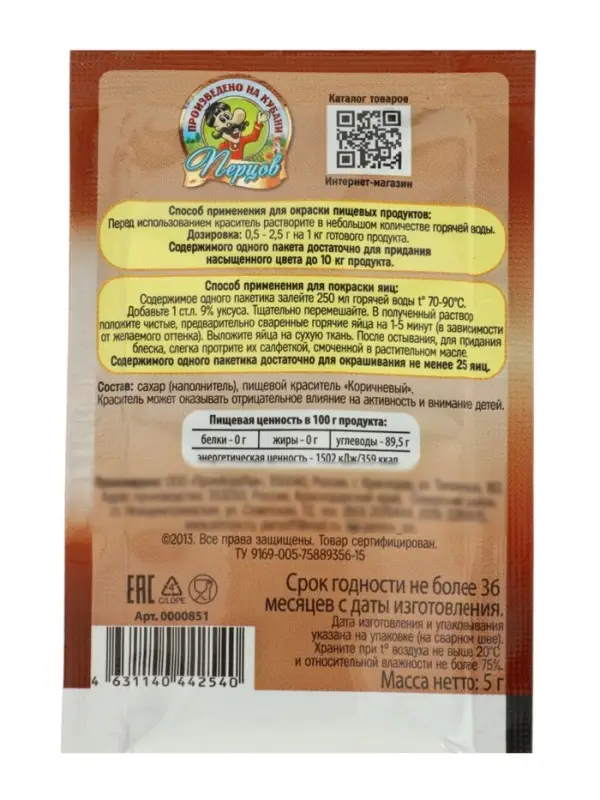 ПРОИЗВЕДЕНО НА КУБАНИ
Перцов
Каталог товаров
Интернет-магазин
Способ применения для окраски пищевых продуктов:
Перед использованием краситель растворите в небольшом количестве горячей воды.
Дозировка: 0,5 - 2,5 г на 1 кг готового продукта.
Содержимого одного пакета достаточно для придания
насыщенного цвета до 10 кг продукта.
Способ применения для покраски яиц:
Содержимое одного пакетика залейте 250 мл горячей воды t° 70-90°С.
Добавьте 1 ст.л. 9% уксуса. Тщательно перемешайте. В полученный раствор
положите чистые, предварительно сваренные горячие яйца на 1-5 минут (в зависимости
от желаемого оттенка). Выложите яйца на сухую ткань. После остывания, для придания
блеска, слегка протрите их салфеткой, смоченной в растительном масле.
Содержимого одного пакетика достаточно для окрашивания не менее 25 яиц.
Состав: сахар (наполнитель), пищевой краситель «Коричневый».
Краситель может оказывать отрицательное влияние на активность и внимание детей.
Пищевая ценность в 100 г продукта:
белки - 0 г жиры - 0 г углеводы - 89,5 г
энергетическая ценность - 1502 кДж/359 ккал
©2013. Все права защищены. Товар сертифицирован.
ТУ 9169-005-75889356-15
EAC 4 C/LDPE
Арт. 0000851
4 631140 442540
Срок годности не более 36
месяцев с даты изготовления.
Дата изготовления и упаковывания
указана на упаковке (на сварном шве).
Храните при t° воздуха не выше 20°С
и относительной влажности не более 75%.
Масса нетто: 5 г